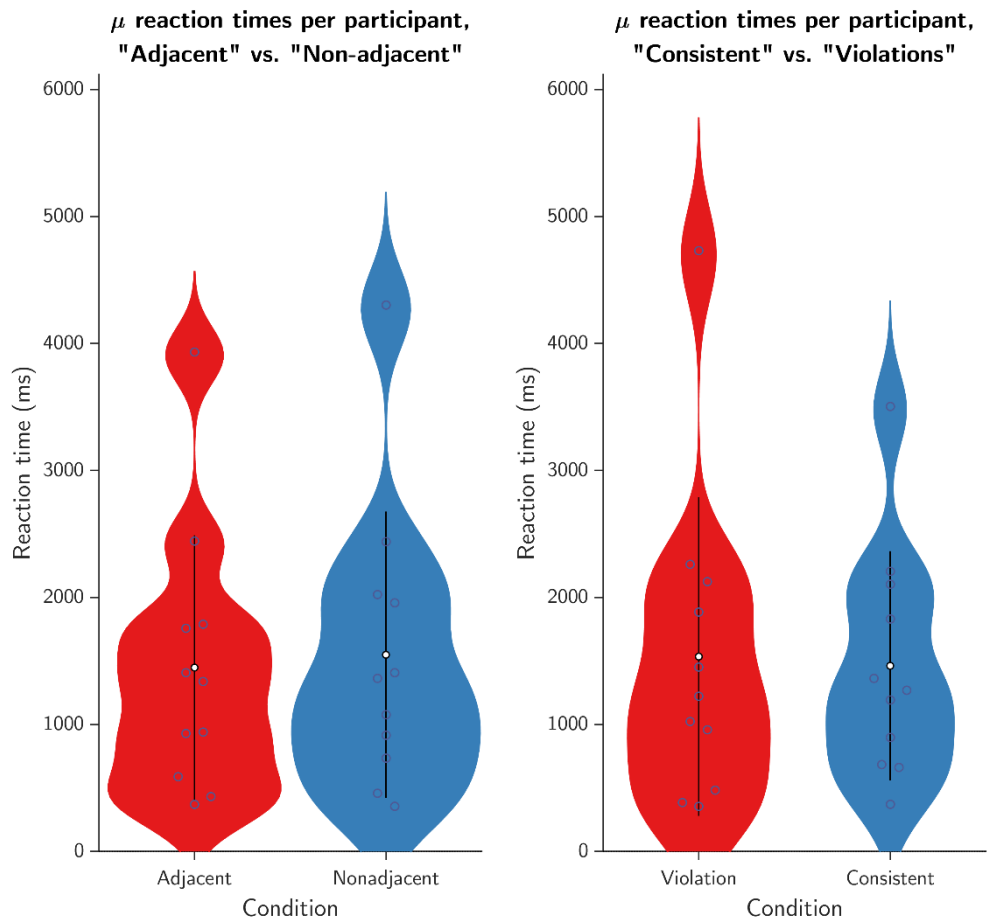 μ reaction times per participant,
"Adjacent" vs. "Non-adjacent"
6000
5000
4000
3000
2000
1000
0
Reaction time (ms)
Adjacent
Nonadjacent
Condition
μ reaction times per participant,
"Consistent" vs. "Violations"
6000
5000
4000
3000
2000
1000
0
Reaction time (ms)
Violation
Consistent
Condition